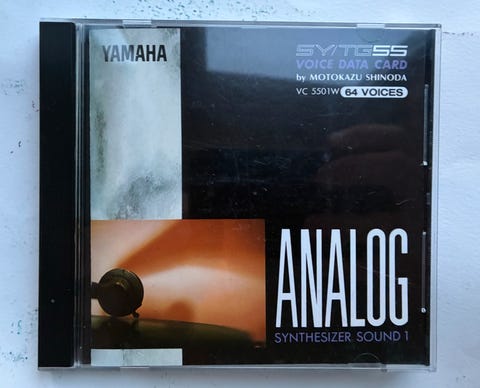 YAMAHA
SY/TG55
VOICE DATA CARD
by MOTOKAZU SHINODA
VC 5501W 64 VOICES
ANALOG
SYNTHESIZER SOUND 1